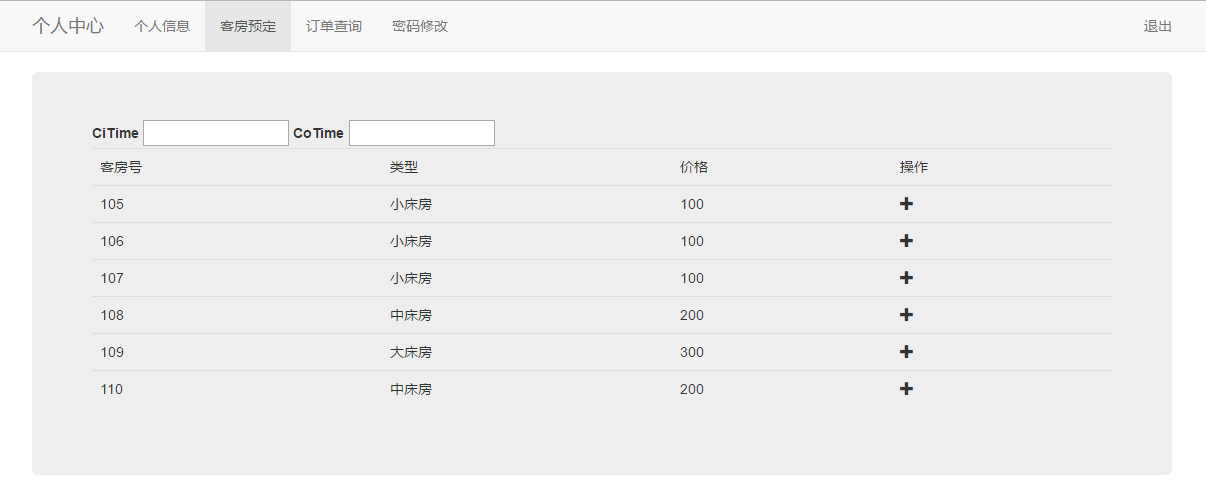 个人中心 个人信息 客房预定 订单查询 密码修改 退出
CiTime CoTime
客房号 类型 价格 操作
105 小床房 100
106 小床房 100
107 小床房 100
108 中床房 200
109 大床房 300
110 中床房 200